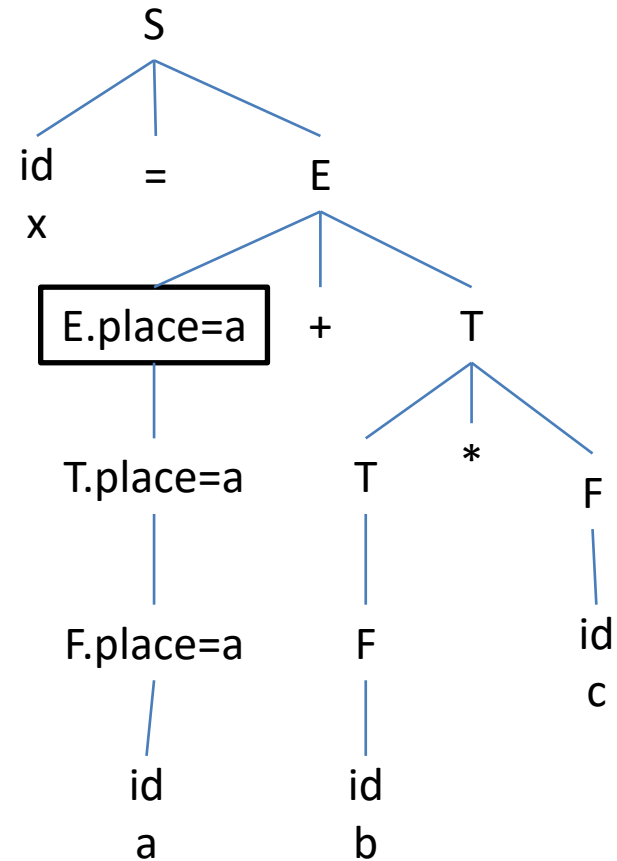 S
id = E
x
E.place=a + T
T.place=a T * F
F.place=a F id
c
id id
a b